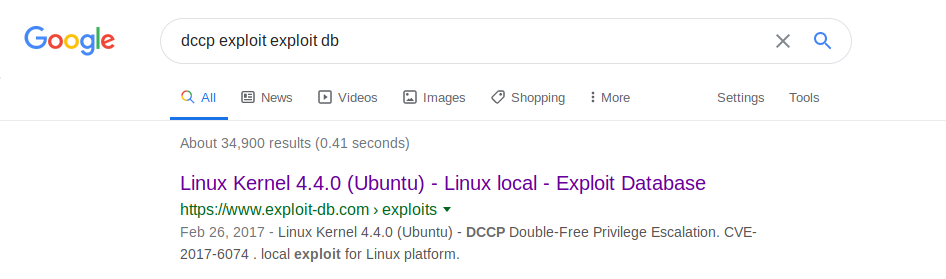 Google
dccp exploit exploit db
All News Videos Images Shopping More Settings Tools
About 34,900 results (0.41 seconds)
Linux Kernel 4.4.0 (Ubuntu) - Linux local - Exploit Database
https://www.exploit-db.com › exploits
Feb 26, 2017 - Linux Kernel 4.4.0 (Ubuntu) - DCCP Double-Free Privilege Escalation. CVE-
2017-6074 . local exploit for Linux platform.